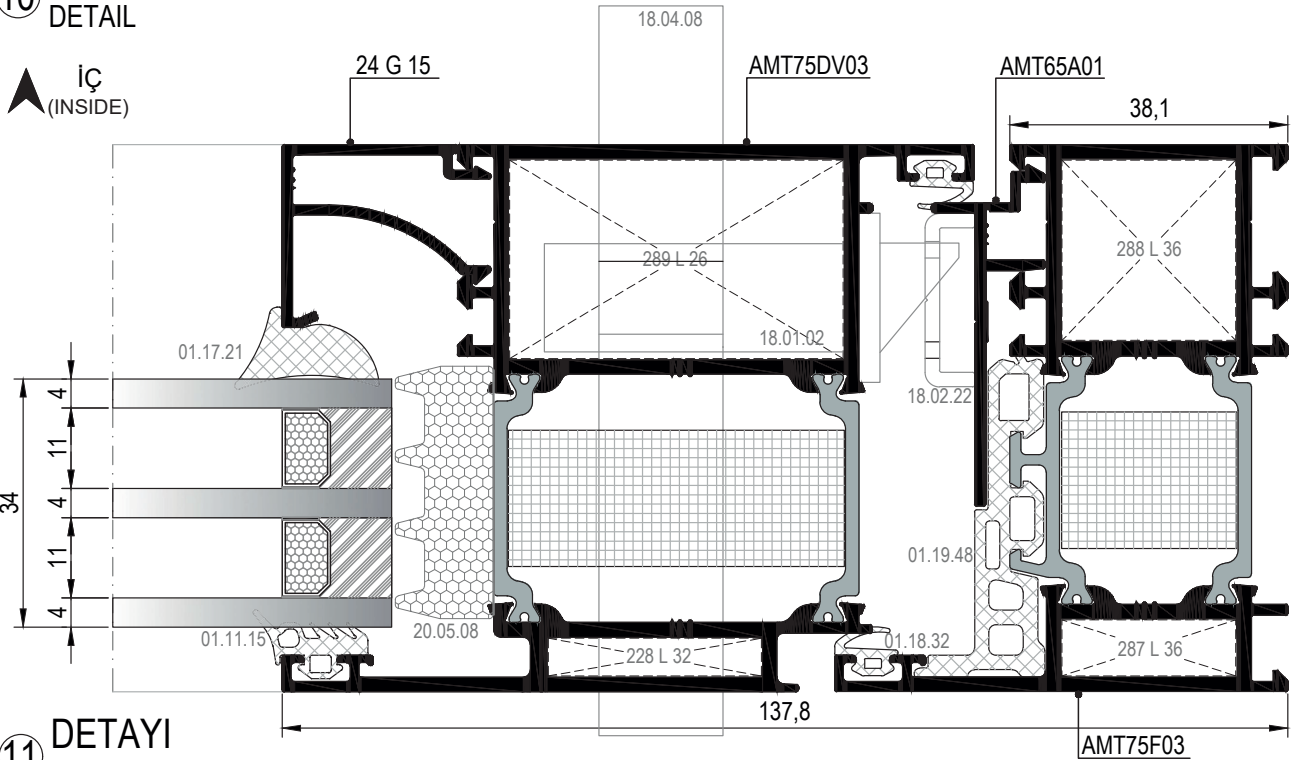 10
DETAIL
18.04.08
İÇ
(INSIDE)
24 G 15
AMT75DV03
AMT65A01
38,1
289 L 26
288 L 36
18.01.02
01.17.21
18.02.22
4
11
4
11
4
34
01.19.48
01.11.15
20.05.08
01.18.32
228 L 32
287 L 36
137,8
11
DETAYI
AMT75F03